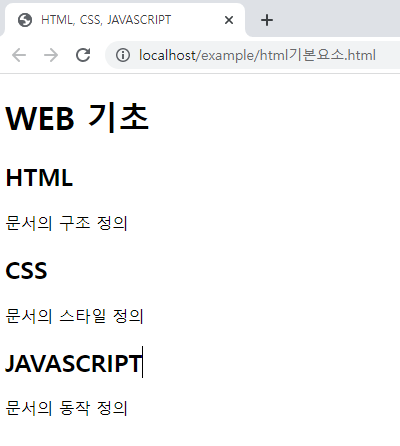 HTML, CSS, JAVASCRIPT
localhost/example/html기본요소.html
WEB 기초
HTML
문서의 구조 정의
CSS
문서의 스타일 정의
JAVASCRIPT
문서의 동작 정의